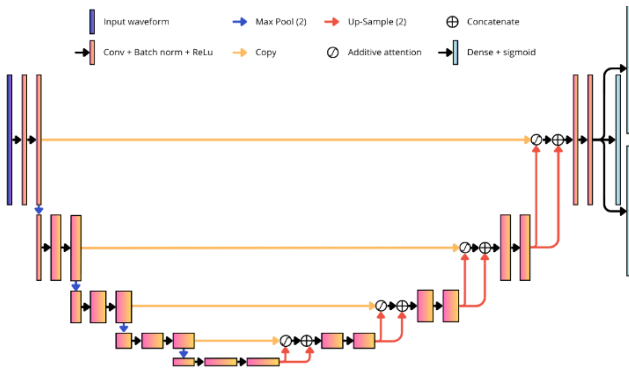 Input waveform
Max Pool (2)
Up-Sample (2)
Concatenate
Conv + Batch norm + ReLu
Copy
Additive attention
Dense + sigmoid